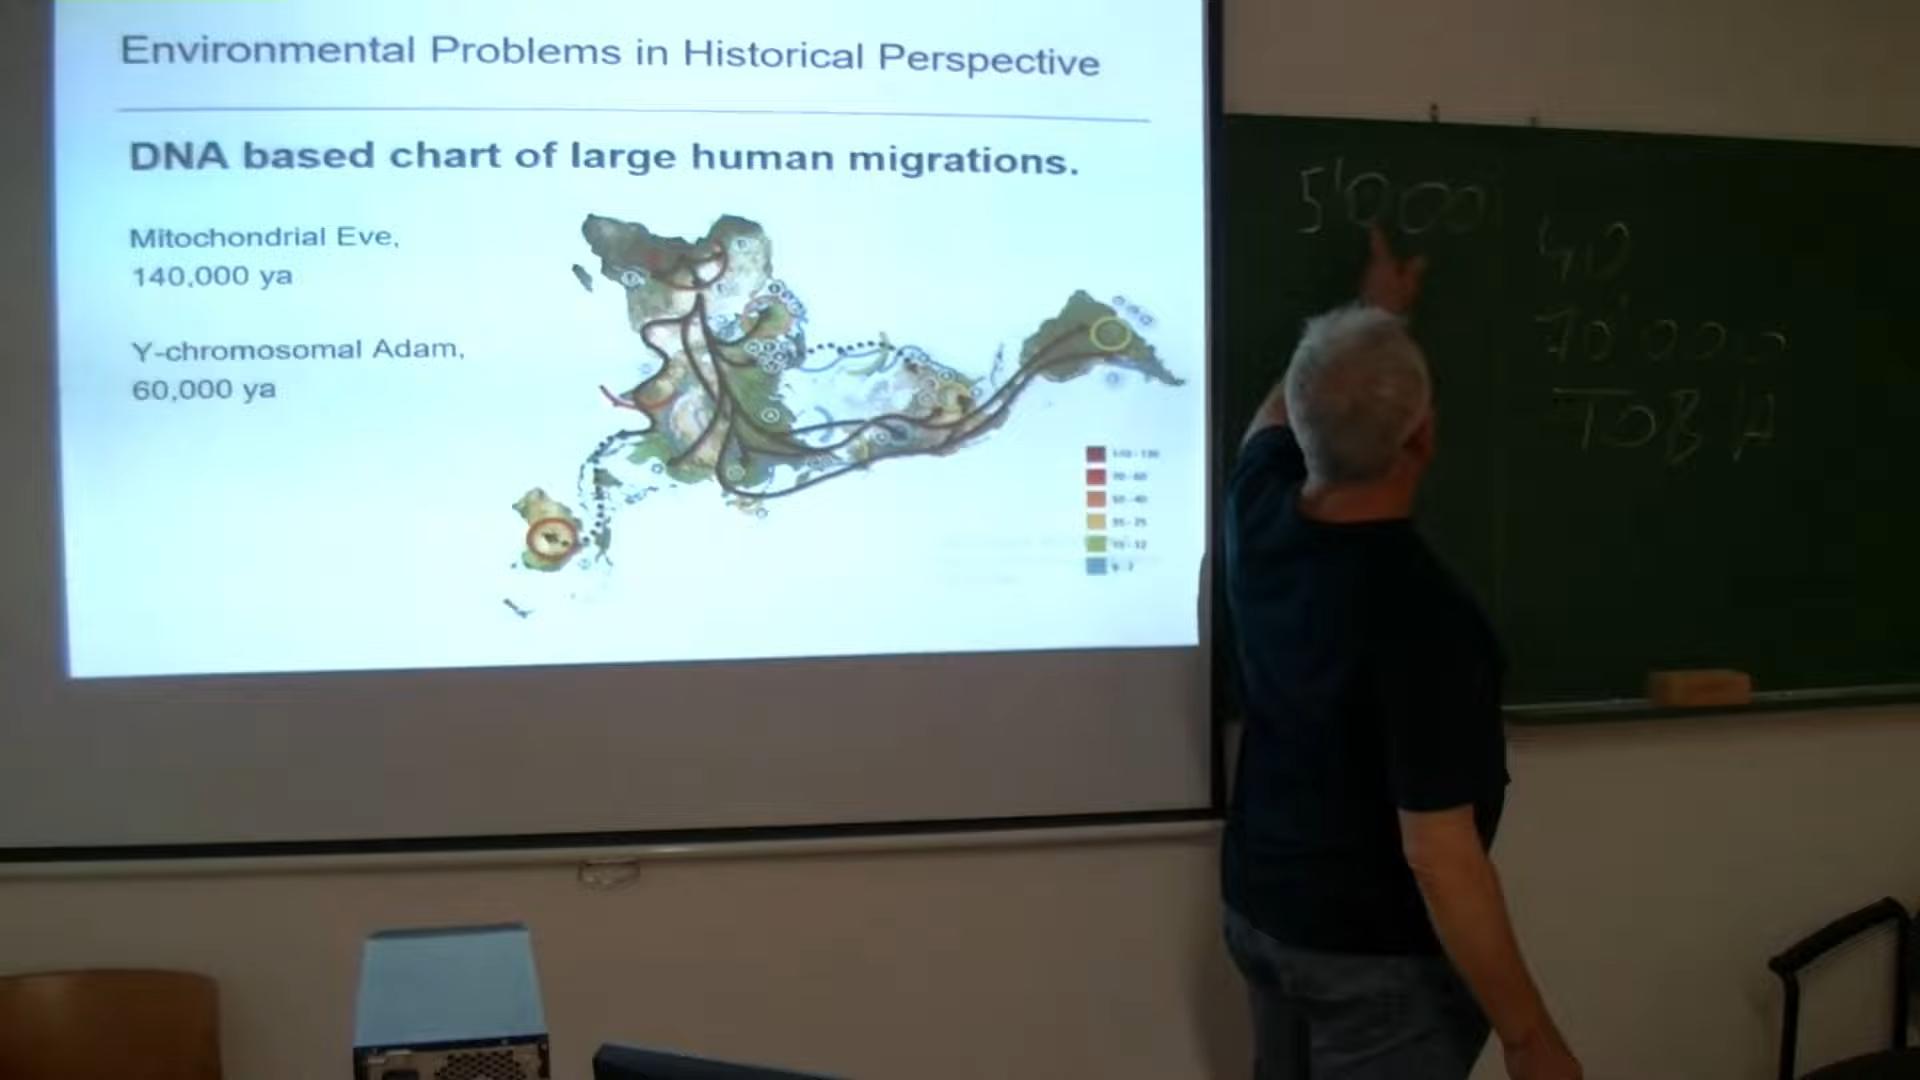 Environmental Problems in Historical Perspective
DNA based chart of large human migrations.
Mitochondrial Eve,
140,000 ya
Y-chromosomal Adam,
60,000 ya
5'000
40
70'000
TOBA